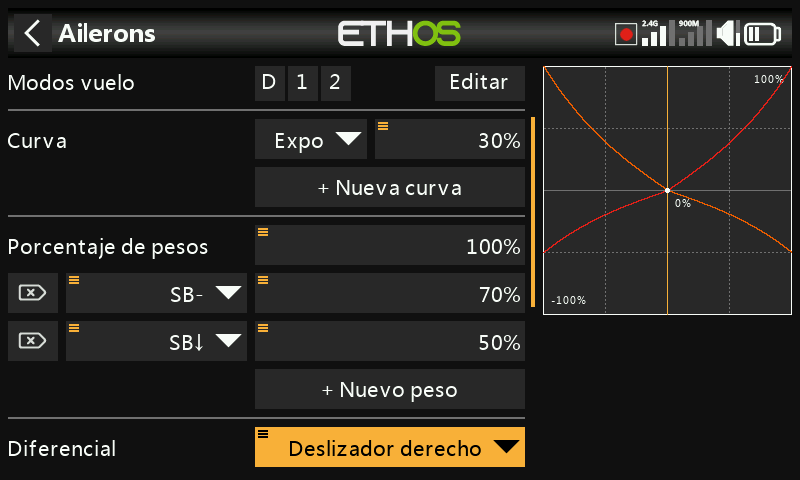 Ailerons
ETHOS
2.4G
900M
Modos vuelo
D 1 2
Editar
Curva
Expo
30%
+ Nueva curva
Porcentaje de pesos
100%
SB-
70%
SB↓
50%
+ Nuevo peso
Diferencial
Deslizador derecho
100%
0%
-100%